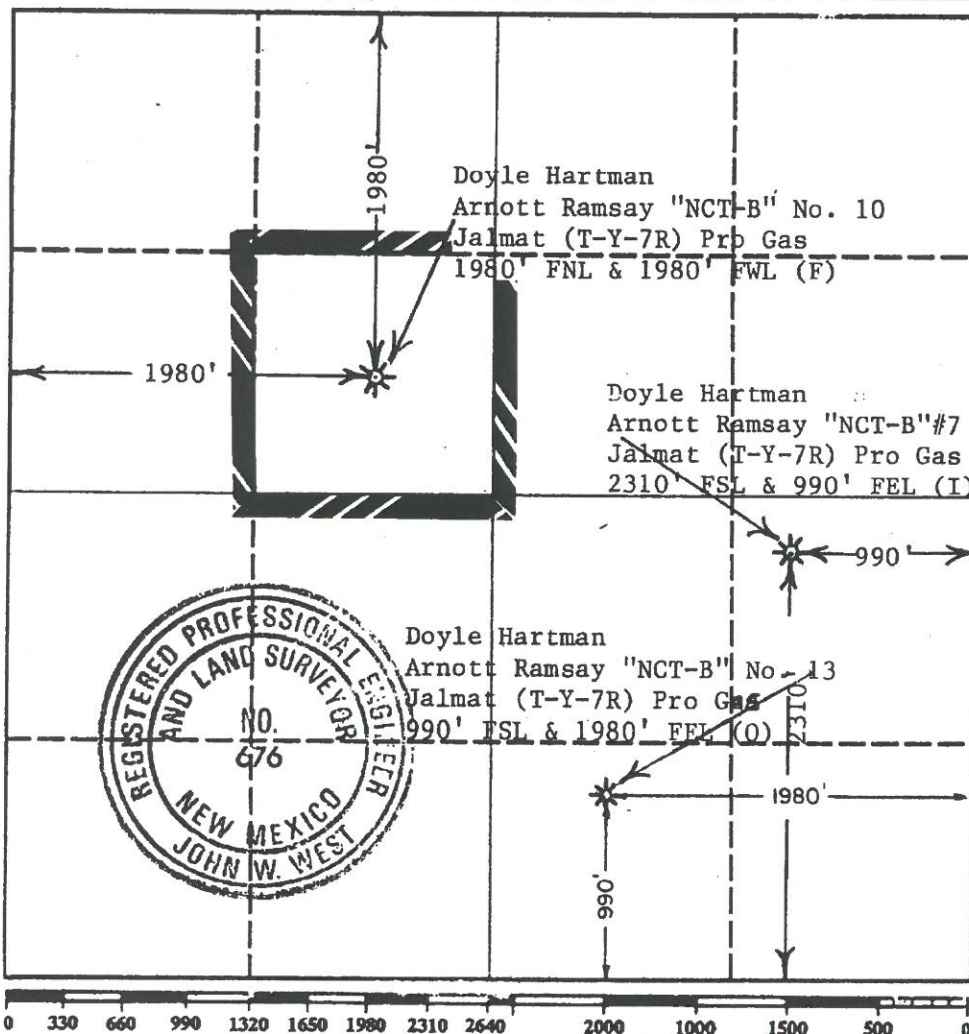 1980'
Doyle Hartman
Arnott Ramsay "NCT-B" No. 10
Jalmat (T-Y-7R) Pro Gas
1980' FNL & 1980' FWL (F)
1980'
Doyle Hartman
Arnott Ramsay "NCT-B"#7
Jalmat (T-Y-7R) Pro Gas
2310' FSL & 990' FEL (I)
990'
Doyle Hartman
Arnott Ramsay "NCT-B" No. 13
Jalmat (T-Y-7R) Pro Gas
990' FSL & 1980' FEL (O)
2310'
1980'
990'
REGISTERED PROFESSIONAL ENGINEER
AND LAND SURVEYOR
NO.
676
NEW MEXICO
JOHN W. WEST
0 330 660 990 1320 1650 1980 2310 2640 2000 1000 1500 500 0